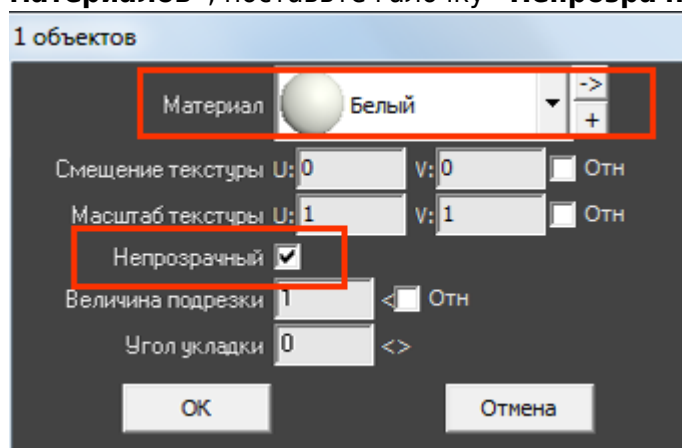 1 объектов
Материал Белый -> +
Смещение текстуры U: 0 V: 0 Отн
Масштаб текстуры U: 1 V: 1 Отн
Непрозрачный
Величина подрезки 1 < Отн
Угол укладки 0 <>
ОК Отмена